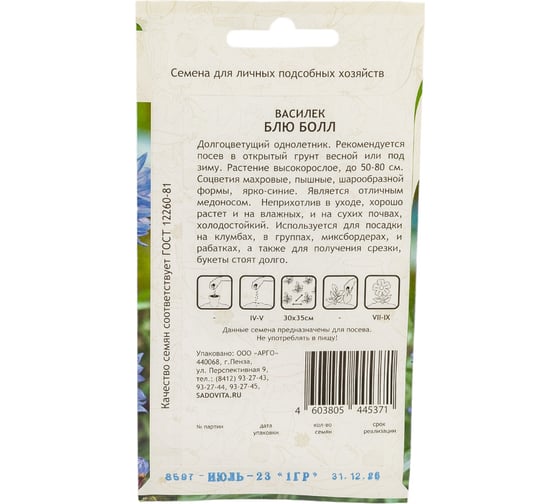 Семена для личных подсобных хозяйств
ВАСИЛЕК
БЛЮ БОЛЛ
Долгоцветущий однолетник. Рекомендуется
посев в открытый грунт весной или под
зиму. Растение высокорослое, до 50-80 см.
Соцветия махровые, пышные, шарообразной
формы, ярко-синие. Является отличным
медоносом. Неприхотлив в уходе, хорошо
растет и на влажных, и на сухих почвах,
холодостойкий. Используется для посадки
на клумбах, в группах, миксбордерах, и
рабатках, а также для получения срезки,
букеты стоят долго.
- IV-V 30х35см - VII-IX
Данные семена предназначены для посева.
Не употреблять в пищу!
Упаковано: ООО «АРГО»
440068, г.Пенза,
ул. Перспективная 9,
тел.: (8412) 93-27-43,
93-27-44, 93-27-45.
SADOVITA.RU
4 603805 445371
№ партии дата упаковки. кол-во семян срок реализации
8697 ИЮЛЬ-23 "1ГР" 31.12.26
Качество семян соответствует ГОСТ 12260-81